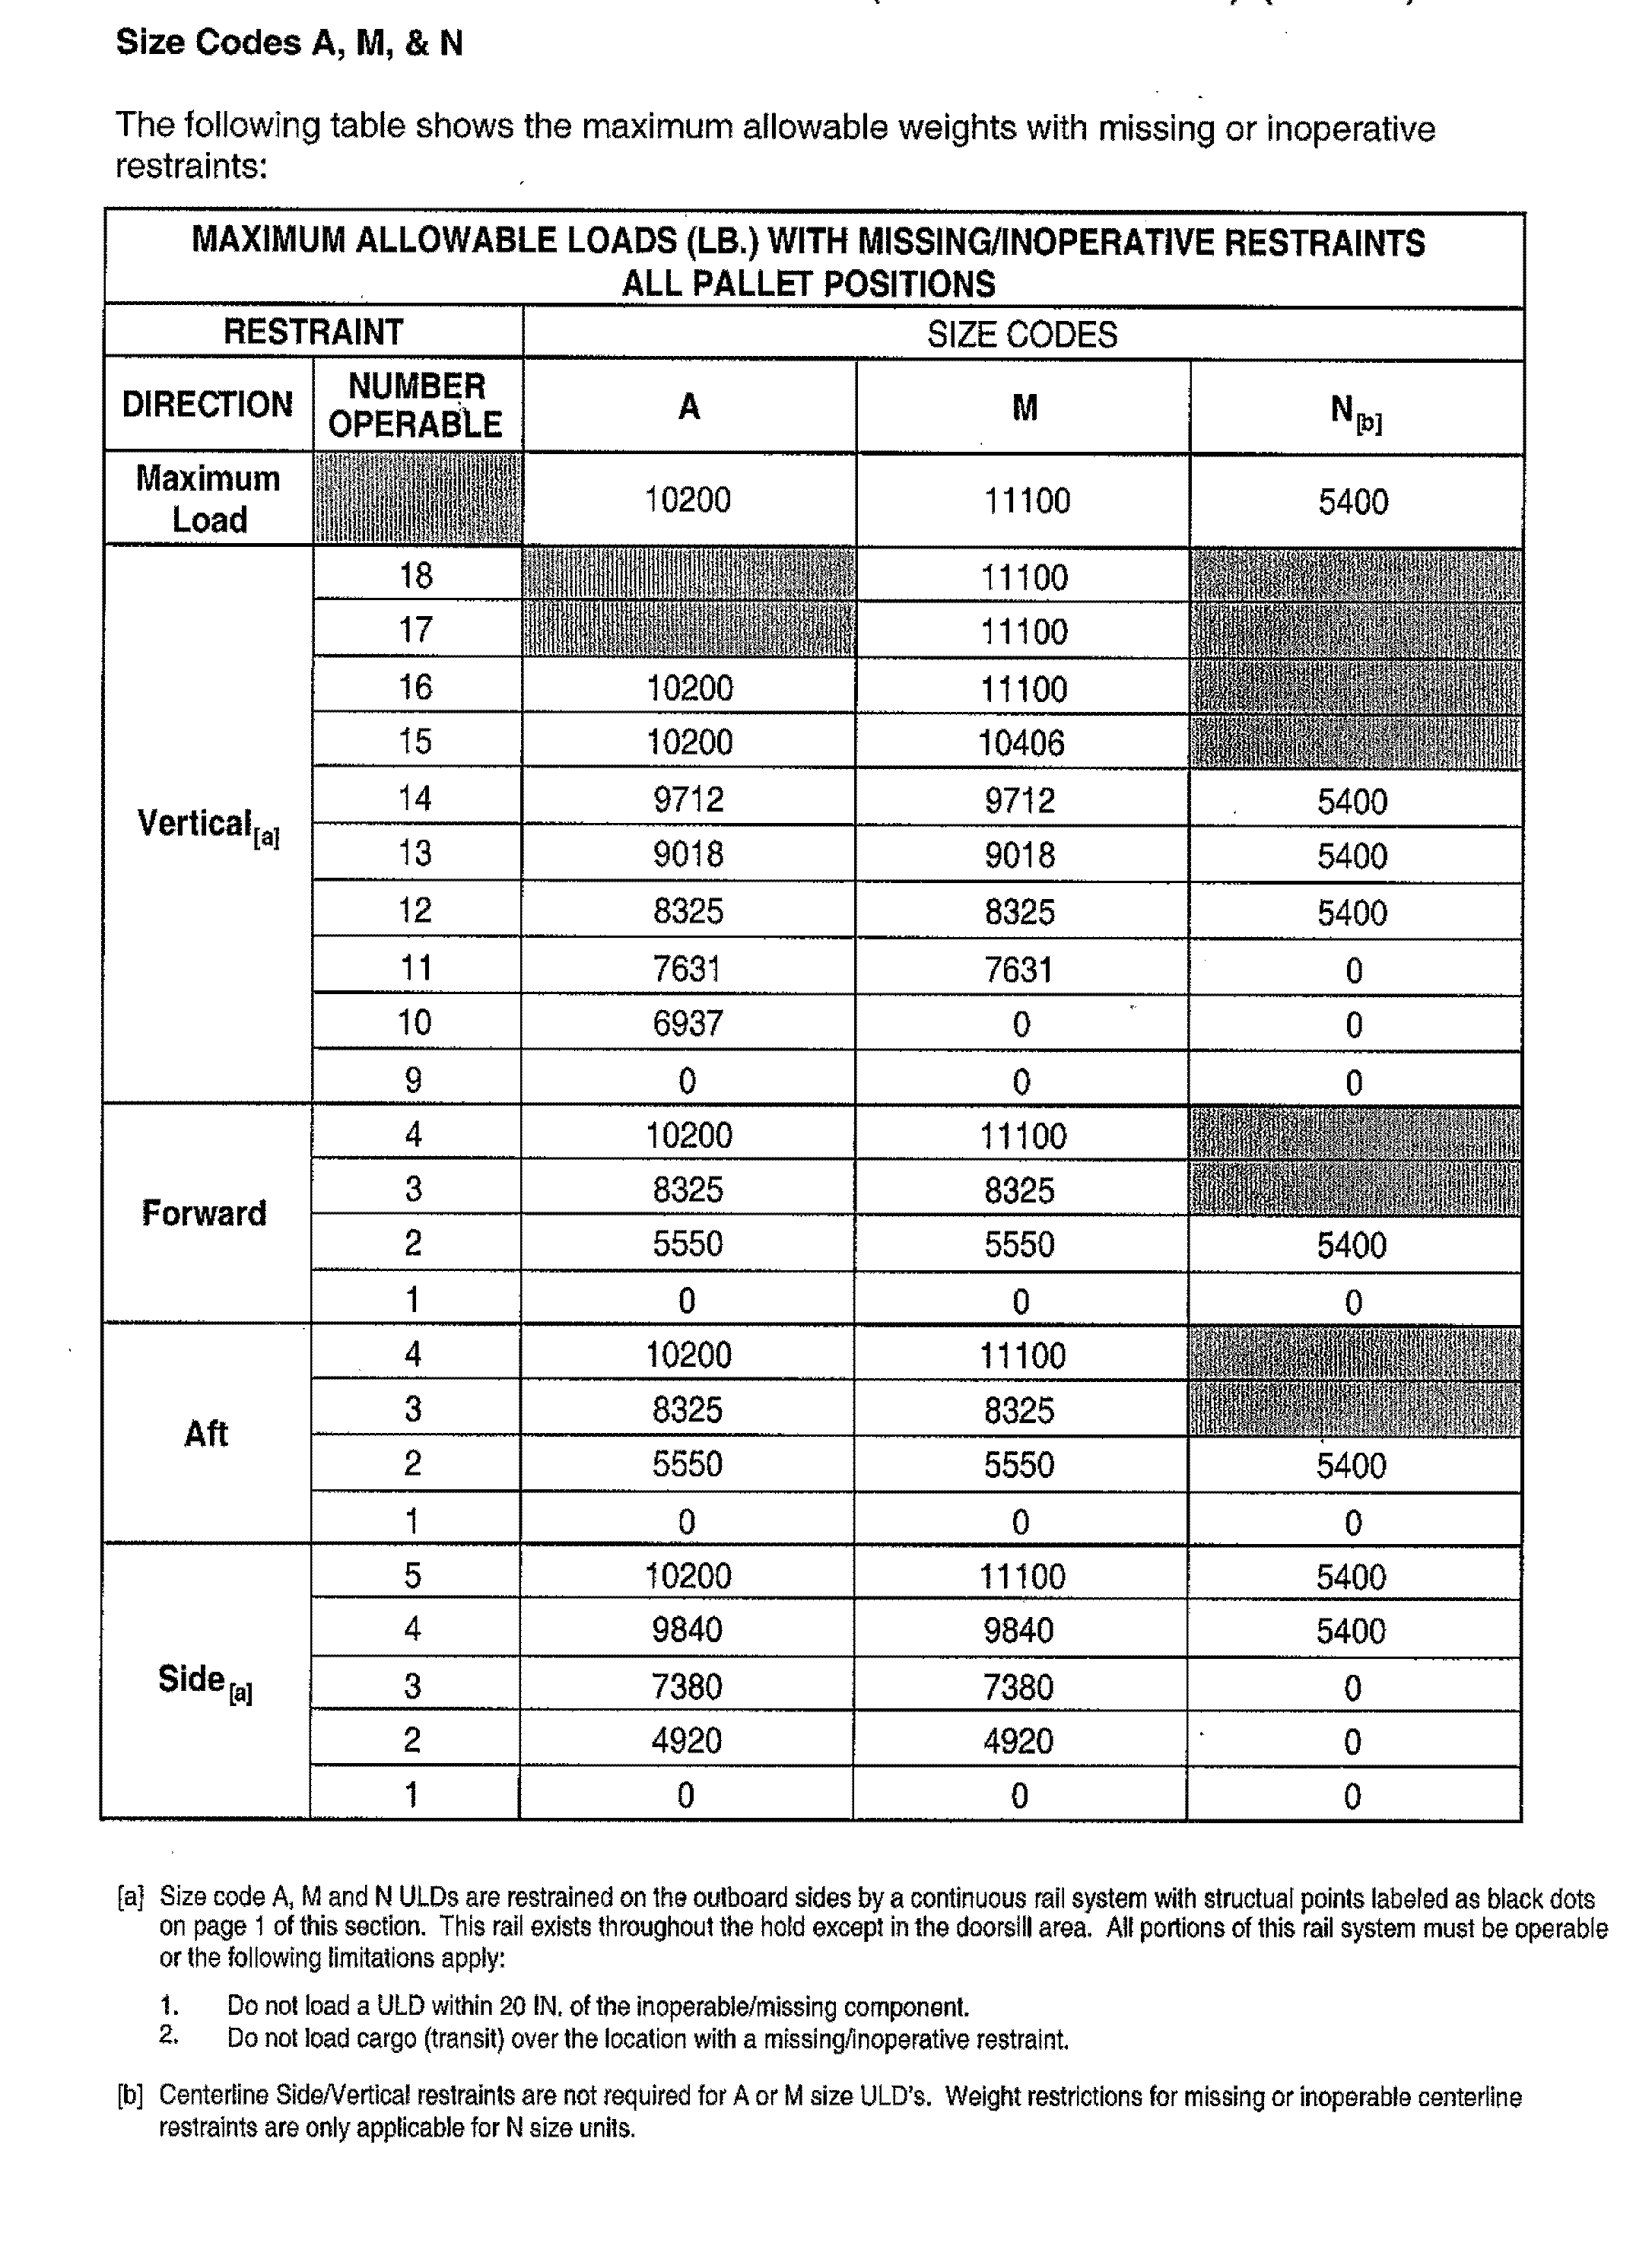 Size Codes A, M, & N
The following table shows the maximum allowable weights with missing or inoperative
restraints:
MAXIMUM ALLOWABLE LOADS (LB.) WITH MISSING/INOPERATIVE RESTRAINTS
ALL PALLET POSITIONS
RESTRAINT SIZE CODES
DIRECTION NUMBER OPERABLE A M N[b]
Maximum Load 10200 11100 5400
Vertical[a]
18 11100
17 11100
16 10200 11100
15 10200 10406
14 9712 9712 5400
13 9018 9018 5400
12 8325 8325 5400
11 7631 7631 0
10 6937 0 0
9 0 0 0
Forward
4 10200 11100
3 8325 8325
2 5550 5550 5400
1 0 0 0
Aft
4 10200 11100
3 8325 8325
2 5550 5550 5400
1 0 0 0
Side[a]
5 10200 11100 5400
4 9840 9840 5400
3 7380 7380 0
2 4920 4920 0
1 0 0 0
[a] Size code A, M and N ULDs are restrained on the outboard sides by a continuous rail system with structual points labeled as black dots
on page 1 of this section. This rail exists throughout the hold except in the doorsill area. All portions of this rail system must be operable
or the following limitations apply:
1. Do not load a ULD within 20 IN. of the inoperable/missing component.
2. Do not load cargo (transit) over the location with a missing/inoperative restraint.
[b] Centerline Side/Vertical restraints are not required for A or M size ULD's. Weight restrictions for missing or inoperable centerline
restraints are only applicable for N size units.